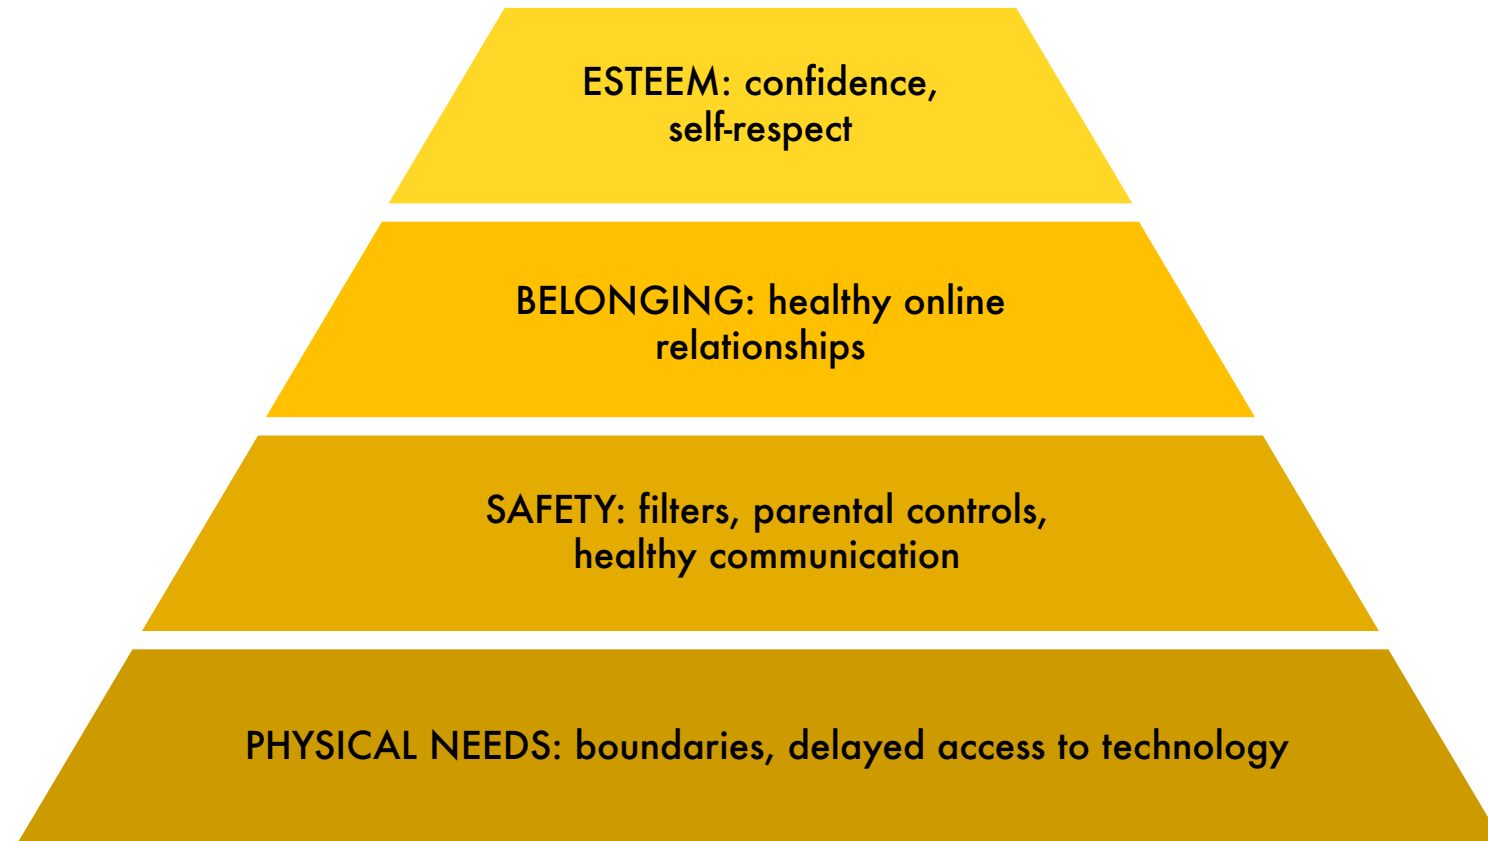 ESTEEM: confidence,
self-respect
BELONGING: healthy online
relationships
SAFETY: filters, parental controls,
healthy communication
PHYSICAL NEEDS: boundaries, delayed access to technology